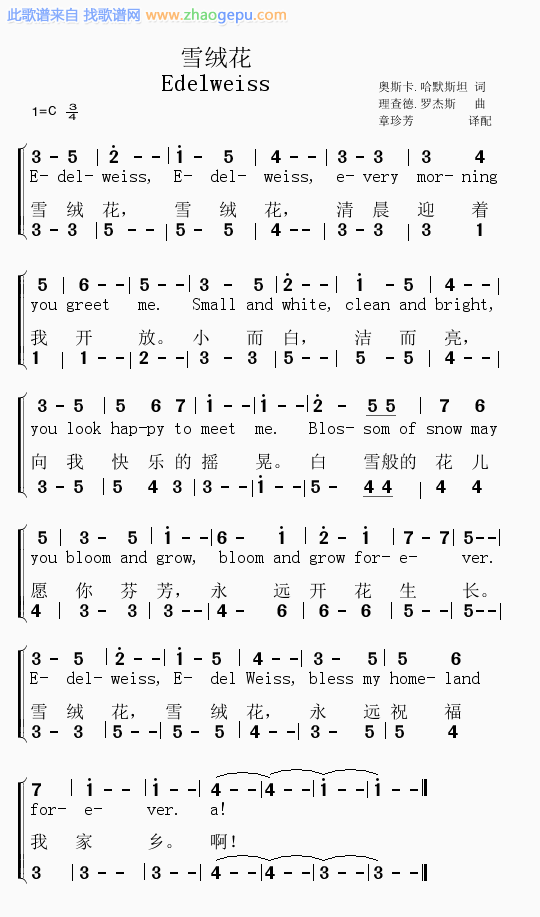 此歌谱来自 找歌谱网 www.zhaogepu.com
雪绒花
Edelweiss
奥斯卡.哈默斯坦 词
1=C 3/4 理查德.罗杰斯 曲
章珍芳 译配
3 - 5 | 2̇ - - | 1̇ - 5 | 4 - - | 3 - 3 | 3 4
E- del- weiss, E- del- weiss, e- very mor- ning
雪 绒 花, 雪 绒 花, 清 晨 迎 着
3 - 3 | 5 - - | 5 - 5 | 4 - - | 3 - 3 | 3 1
5 | 6 - - | 5 - - | 3 - 5 | 2̇ - - | 1̇ - 5 | 4 - - |
you greet me. Small and white, clean and bright,
我 开 放。小 而 白, 洁 而 亮,
1 | 1 - - | 2 - - | 3 - 3 | 5 - - | 5 - 5 | 4 - - |
3 - 5 | 5 6 7 | 1̇ - - | 1̇ - - | 2̇ - 5 5 | 7 6
you look hap-py to meet me. Blos- som of snow may
向 我 快 乐 的 摇 晃。白 雪般的 花 儿
3 - 5 | 5 4 3 | 3 - - | 1̇ - - | 5 - 4 4 | 4 4
5 | 3 - 5 | 1̇ - - | 6 - 1̇ | 2̇ - 1̇ | 7 - 7 | 5 - - |
you bloom and grow, bloom and grow for- e- ver.
愿 你 芬 芳, 永 远 开 花 生 长。
4 | 3 - 3 | 3 - - | 4 - 6 | 6 - 6 | 5 - 5 | 5 - - |
3 - 5 | 2̇ - - | 1̇ - 5 | 4 - - | 3 - 5 | 5 6
E- del- weiss, E- del Weiss, bless my home- land
雪 绒 花, 雪 绒 花, 永 远 祝 福
3 - 3 | 5 - - | 5 - 5 | 4 - - | 3 - 5 | 5 4
7 | 1̇ - - | 1̇ - - | 4 - - | 4 - - | 1̇ - - | 1̇ - - ||
for- e- ver. a!
我 家 乡。 啊!
3 | 3 - - | 3 - - | 4 - - | 4 - - | 3 - - | 3 - - ||